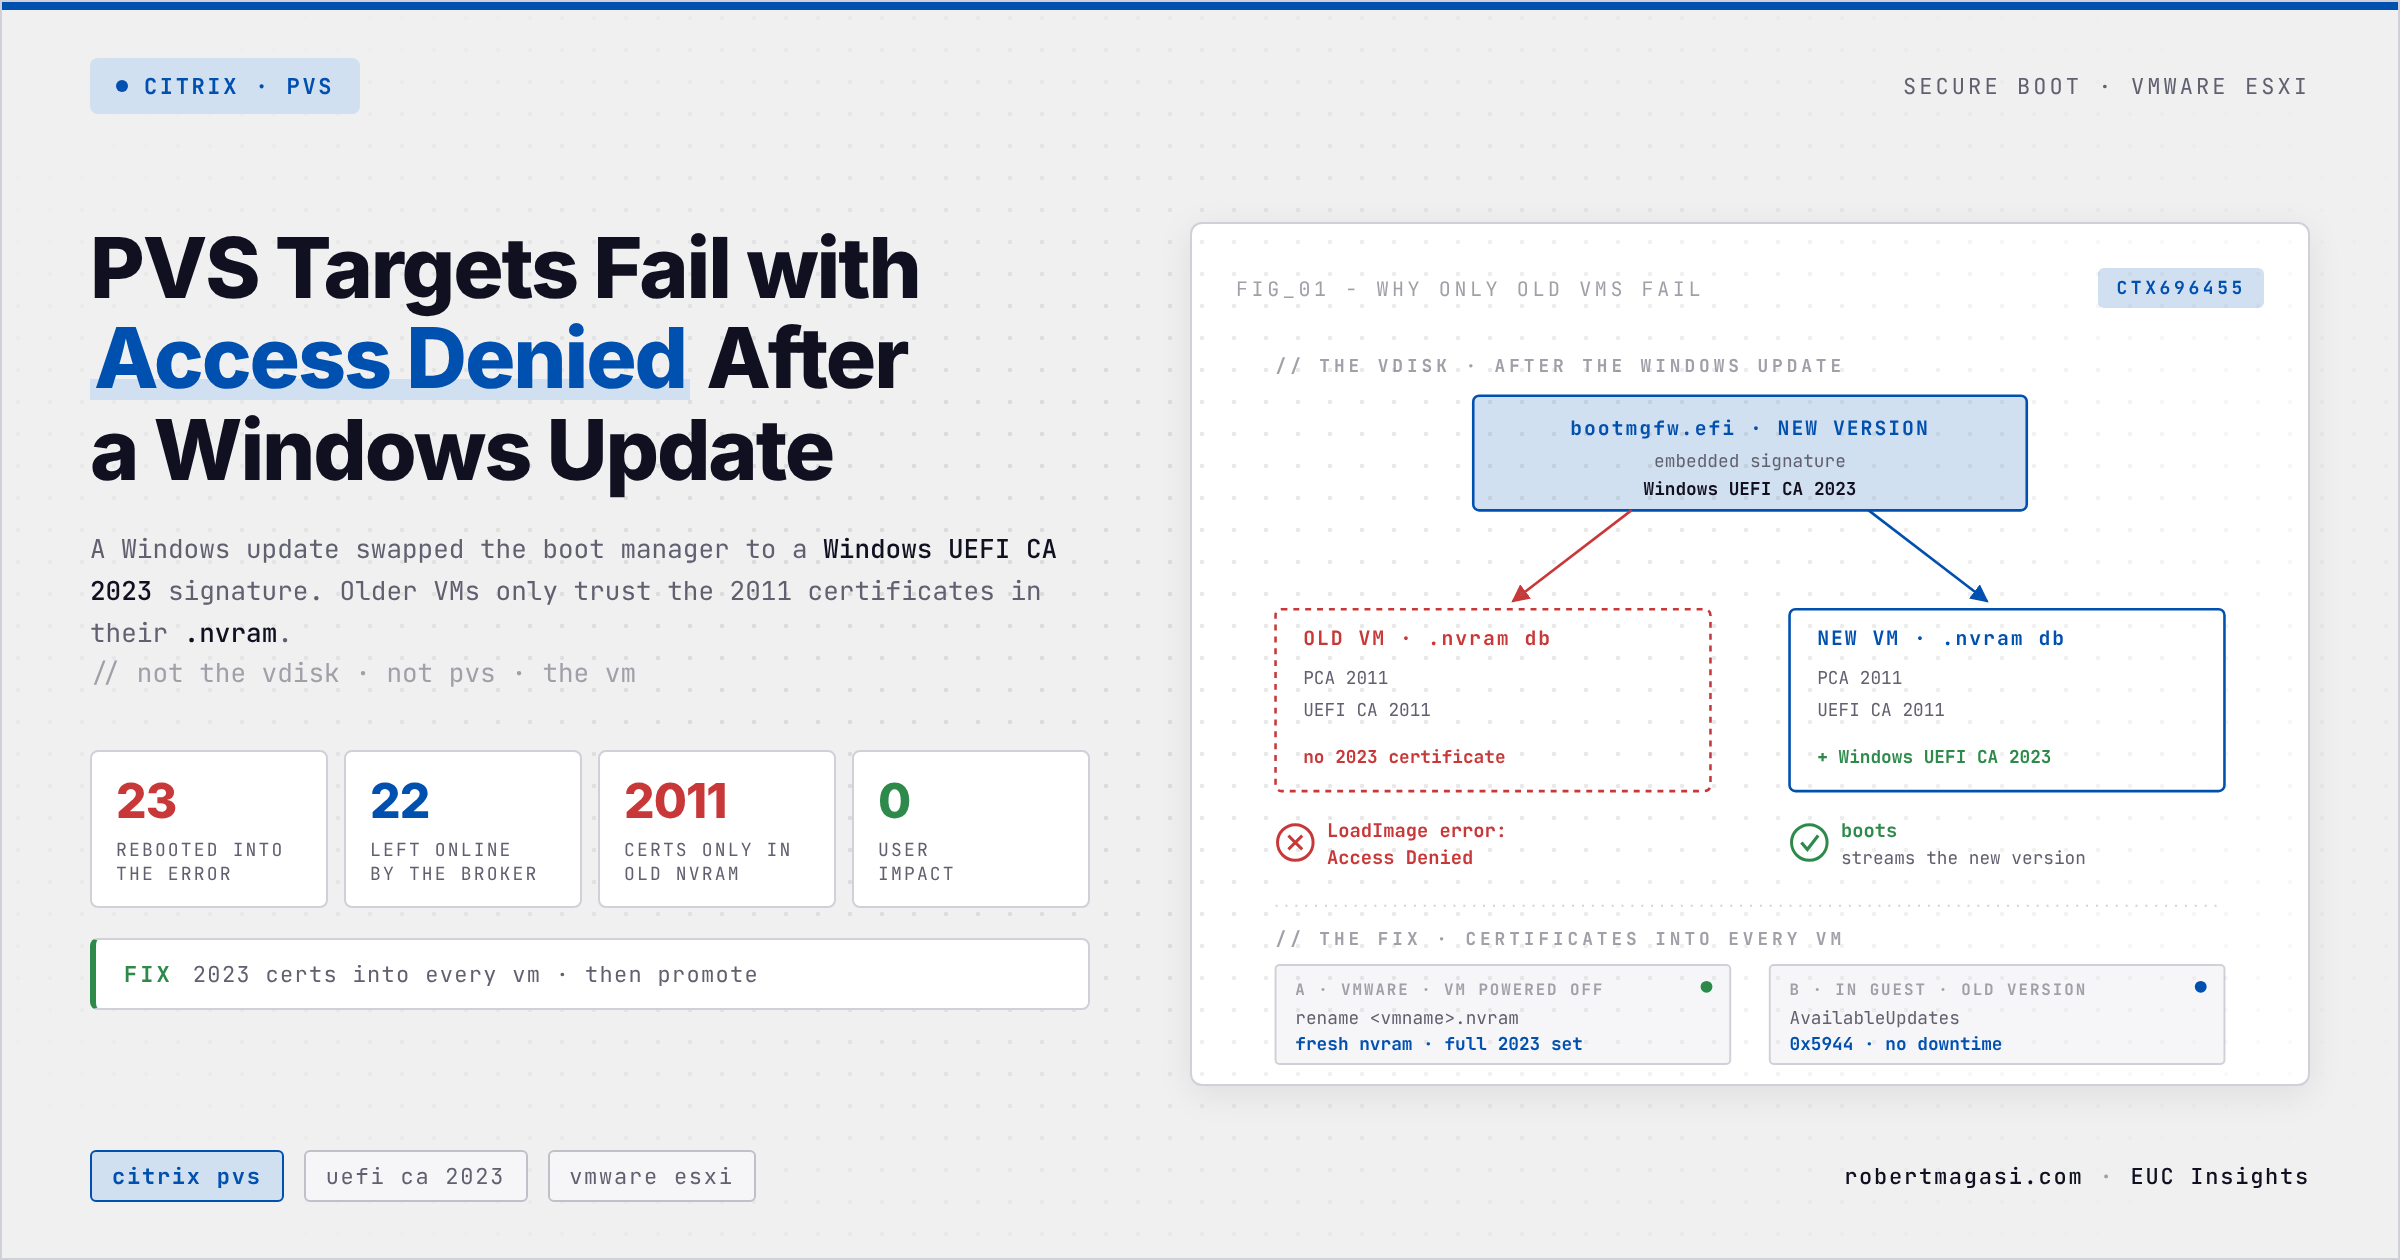 CITRIX · PVS
SECURE BOOT · VMWARE ESXI
PVS Targets Fail with
Access Denied After
a Windows Update
A Windows update swapped the boot manager to a Windows UEFI CA
2023 signature. Older VMs only trust the 2011 certificates in
their .nvram.
// not the vdisk · not pvs · the vm
23
REBOOTED INTO
THE ERROR
22
LEFT ONLINE
BY THE BROKER
2011
CERTS ONLY IN
OLD NVRAM
0
USER
IMPACT
FIX 2023 certs into every vm · then promote
FIG_01 - WHY ONLY OLD VMS FAIL
CTX696455
// THE VDISK · AFTER THE WINDOWS UPDATE
bootmgfw.efi · NEW VERSION
embedded signature
Windows UEFI CA 2023
OLD VM · .nvram db
PCA 2011
UEFI CA 2011
no 2023 certificate
NEW VM · .nvram db
PCA 2011
UEFI CA 2011
+ Windows UEFI CA 2023
LoadImage error:
Access Denied
boots
streams the new version
// THE FIX · CERTIFICATES INTO EVERY VM
A · VMWARE · VM POWERED OFF
rename <vmname>.nvram
fresh nvram · full 2023 set
B · IN GUEST · OLD VERSION
AvailableUpdates
0x5944 · no downtime
citrix pvs
uefi ca 2023
vmware esxi
robertmagasi.com · EUC Insights